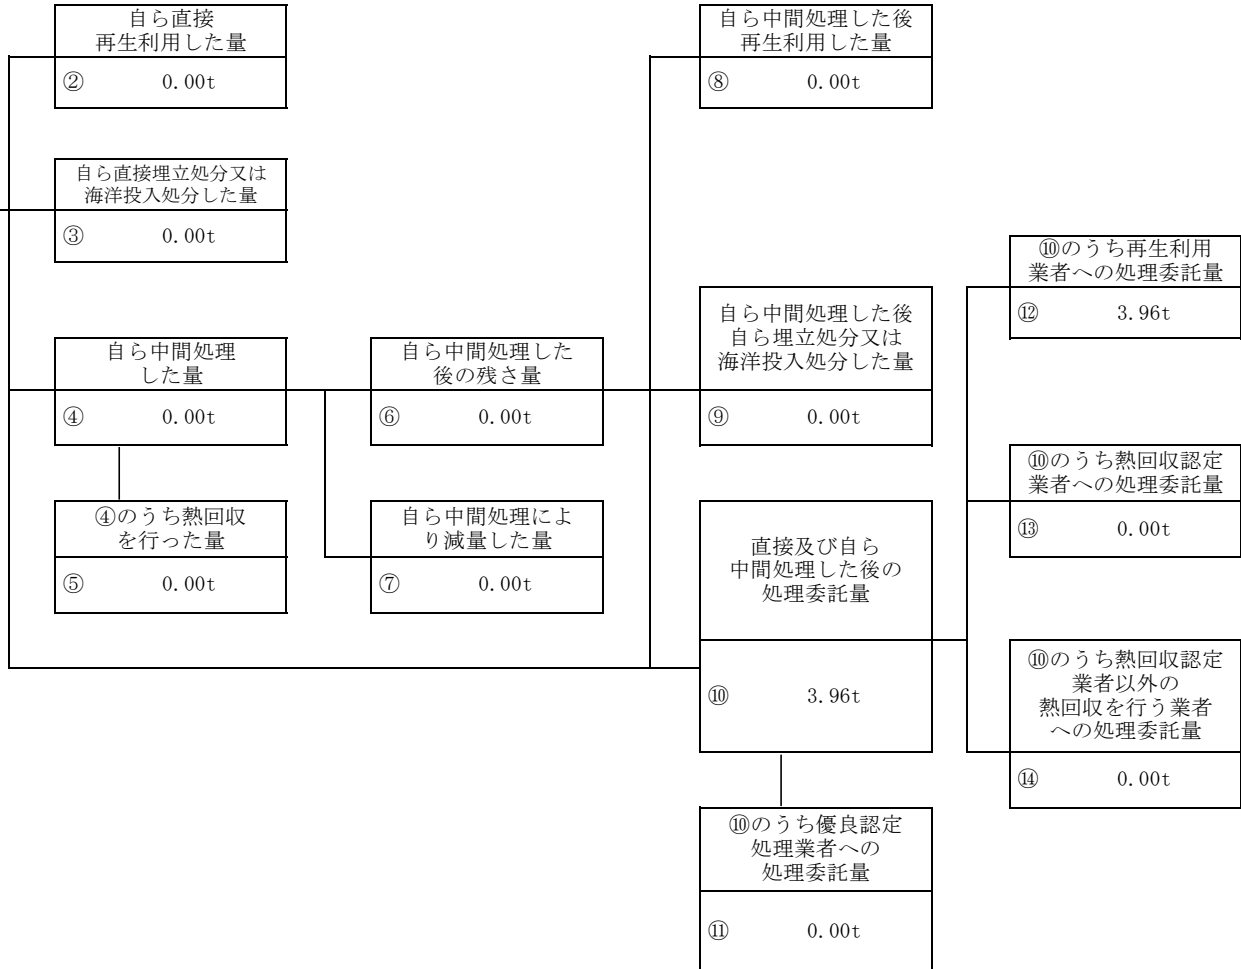 自ら直接
再生利用した量
② 0.00t
自ら直接埋立処分又は
海洋投入処分した量
③ 0.00t
自ら中間処理
した量
④ 0.00t
④のうち熱回収
を行った量
⑤ 0.00t
自ら中間処理した
後の残さ量
⑥ 0.00t
自ら中間処理によ
り減量した量
⑦ 0.00t
自ら中間処理した後
再生利用した量
⑧ 0.00t
自ら中間処理した後
自ら埋立処分又は
海洋投入処分した量
⑨ 0.00t
直接及び自ら
中間処理した後の
処理委託量
⑩ 3.96t
⑩のうち優良認定
処理業者への
処理委託量
⑪ 0.00t
⑩のうち再生利用
業者への処理委託量
⑫ 3.96t
⑩のうち熱回収認定
業者への処理委託量
⑬ 0.00t
⑩のうち熱回収認定
業者以外の
熱回収を行う業者
への処理委託量
⑭ 0.00t